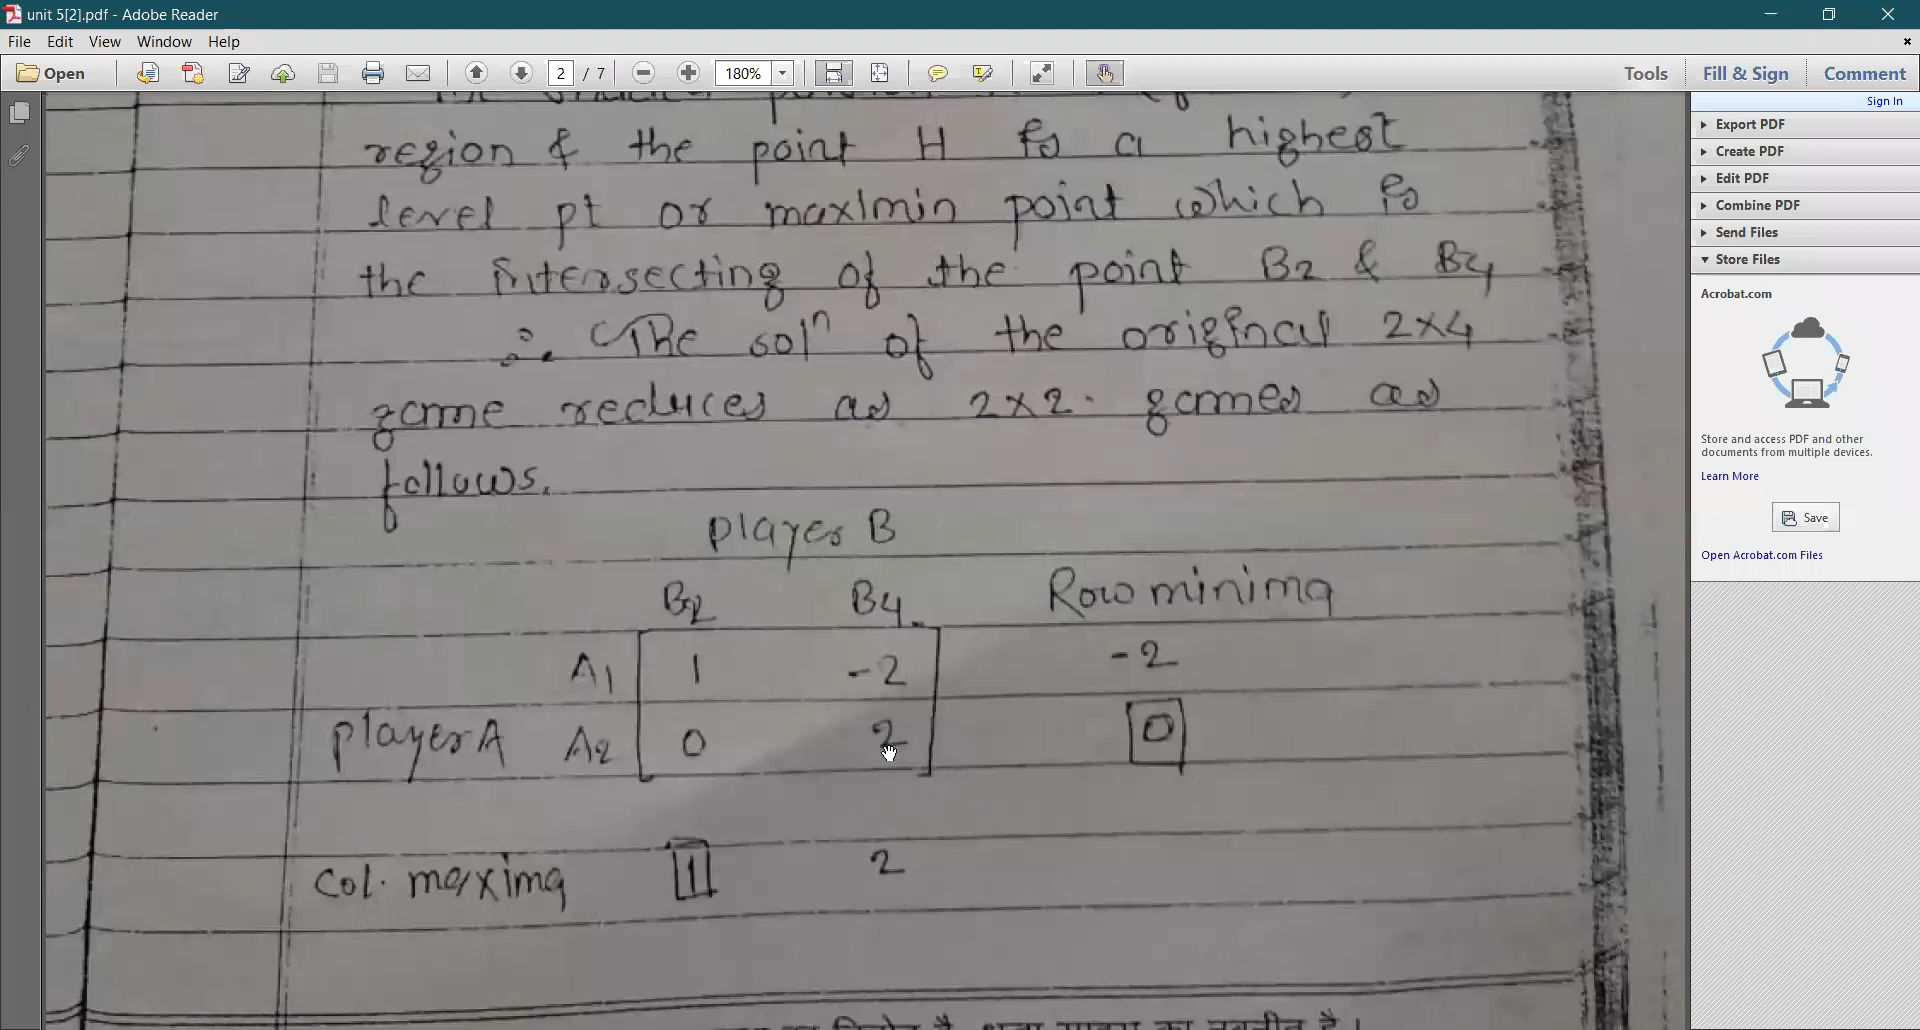 unit 5[2].pdf - Adobe Reader
File Edit View Window Help
Open 2 / 7 180% Tools Fill & Sign Comment
Sign In
Export PDF
Create PDF
Edit PDF
Combine PDF
Send Files
Store Files
Acrobat.com
Store and access PDF and other
documents from multiple devices.
Learn More
Save
Open Acrobat.com Files
region & the point H is a highest
level pt or maximin point which is
the intersecting of the point B2 & B4
∴ The solⁿ of the original 2x4
game reduces as 2x2 games as
follows.
player B
B2 B4 Row minima
A1 1 -2 -2
player A A2 0 2 0
Col. maxima 1 2